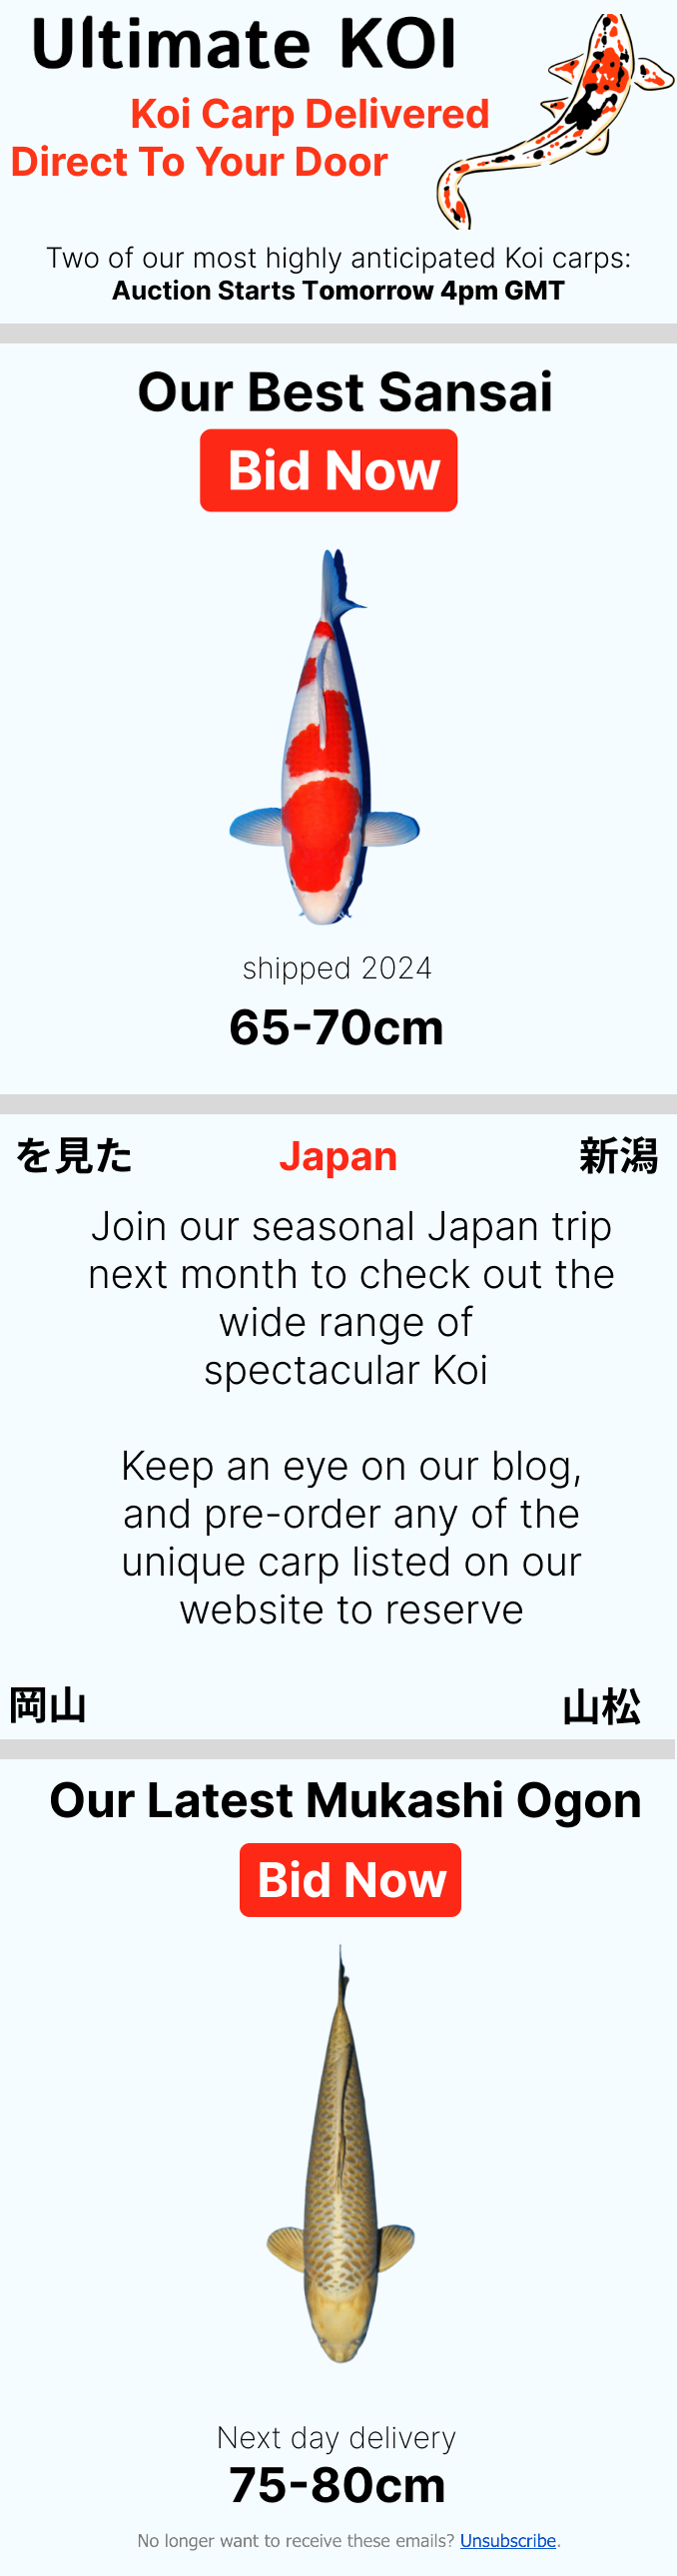 Ultimate KOI
Koi Carp Delivered
Direct To Your Door
Two of our most highly anticipated Koi carps:
Auction Starts Tomorrow 4pm GMT
Our Best Sansai
Bid Now
shipped 2024
65-70cm
を見た
Japan
新潟
Join our seasonal Japan trip
next month to check out the
wide range of
spectacular Koi
Keep an eye on our blog,
and pre-order any of the
unique carp listed on our
website to reserve
岡山
山松
Our Latest Mukashi Ogon
Bid Now
Next day delivery
75-80cm
No longer want to receive these emails? Unsubscribe.